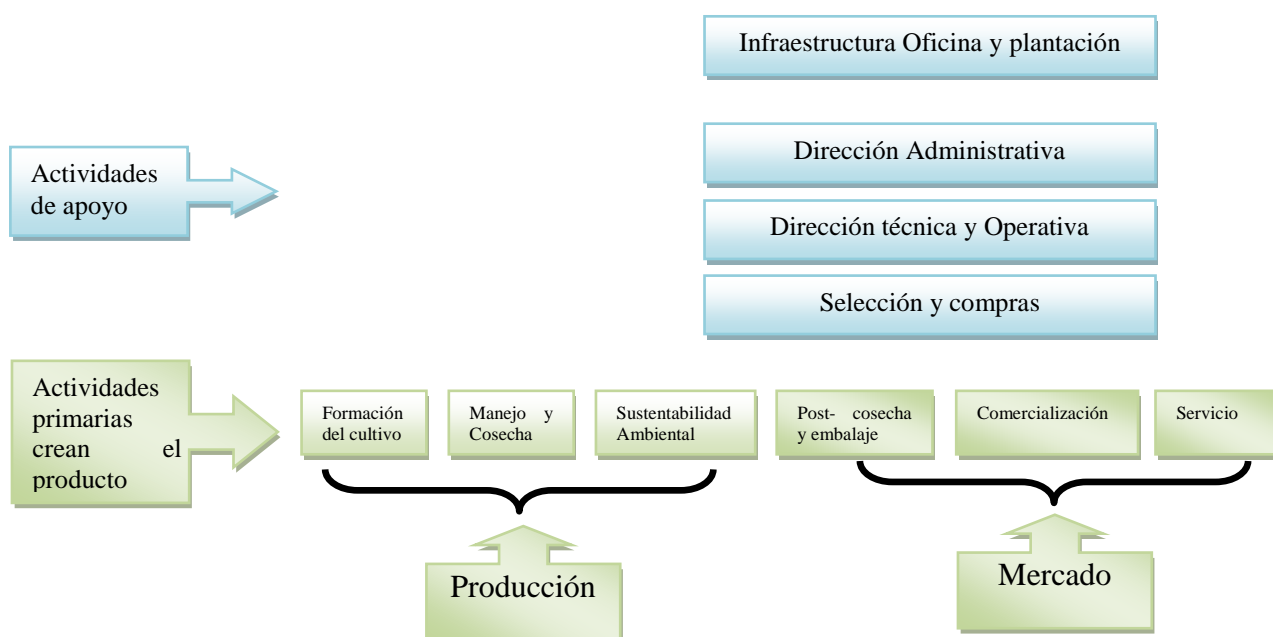 Infraestructura Oficina y plantación
Actividades
de apoyo
Dirección Administrativa
Dirección técnica y Operativa
Selección y compras
Actividades
primarias
crean el
producto
Formación
del cultivo
Manejo y
Cosecha
Sustentabilidad
Ambiental
Post- cosecha
y embalaje
Comercialización
Servicio
Producción
Mercado